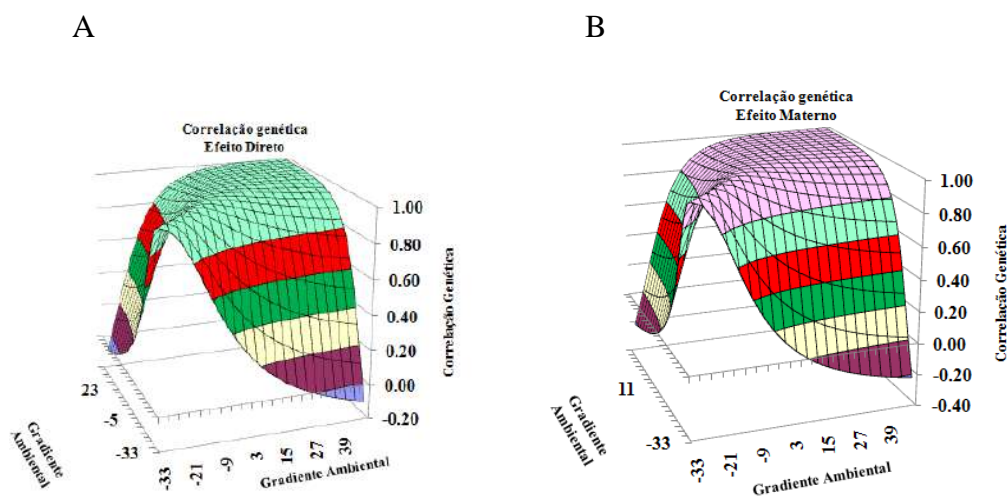 A
B
Correlação genética
Efeito Direto
1.00
0.80
0.60
0.40
0.20
0.00
-0.20
Correlação Genética
23
-5
-33
Gradiente
Ambiental
-33
-21
-9
3
15
27
39
Gradiente Ambiental
Correlação genética
Efeito Materno
1.00
0.80
0.60
0.40
0.20
0.00
-0.20
-0.40
Correlação Genética
11
-33
Gradiente
Ambiental
-33
-21
-9
3
15
27
39
Gradiente Ambiental